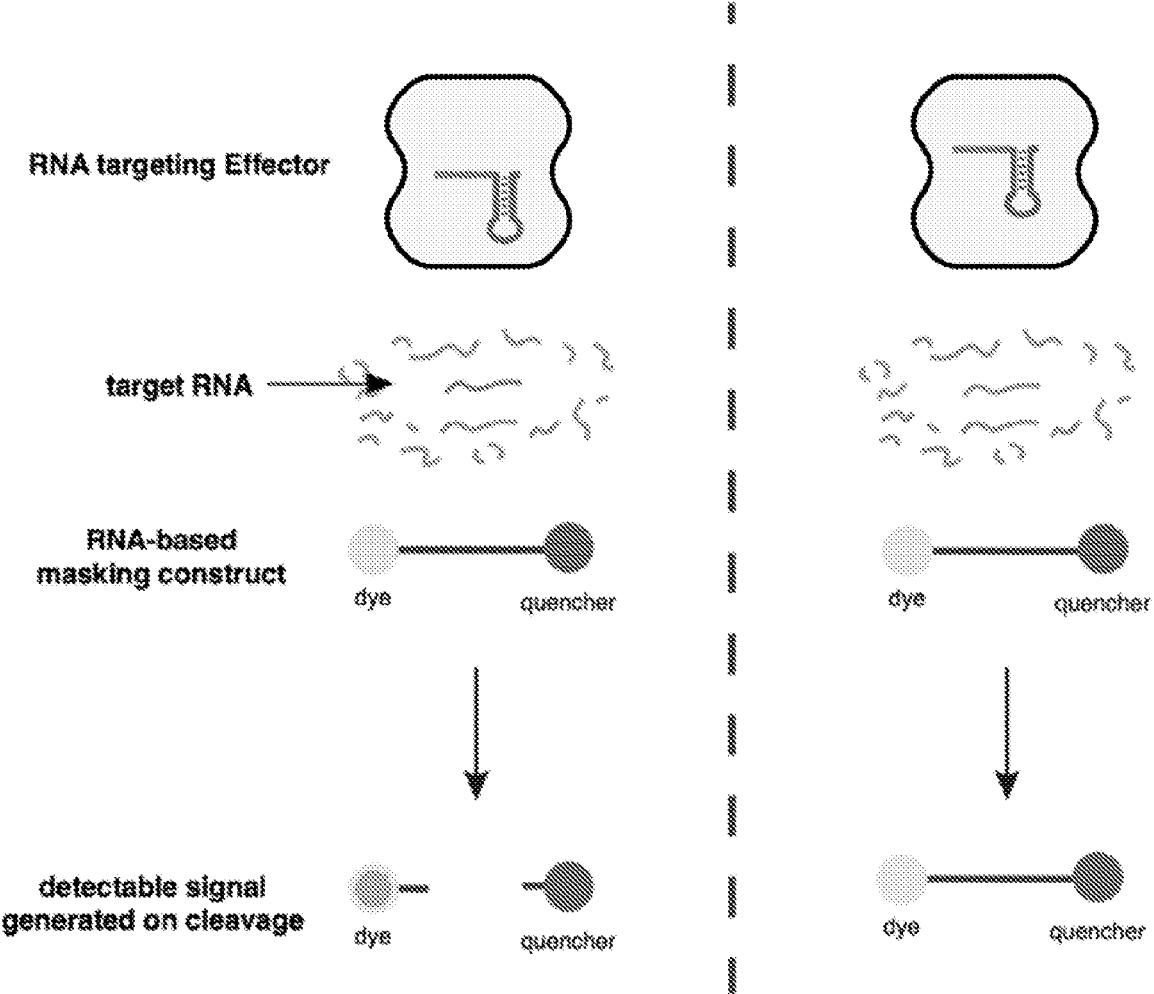 RNA targeting Effector
target RNA
RNA-based
masking construct
dye
quencher
dye
quencher
detectable signal
generated on cleavage
dye
quencher
dye
quencher